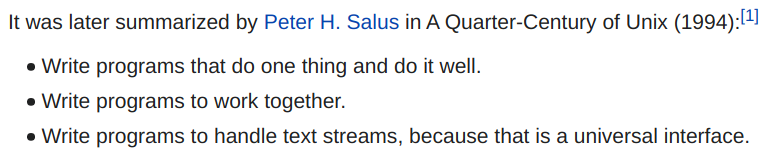 It was later summarized by Peter H. Salus in A Quarter-Century of Unix (1994):[1]
• Write programs that do one thing and do it well.
• Write programs to work together.
• Write programs to handle text streams, because that is a universal interface.